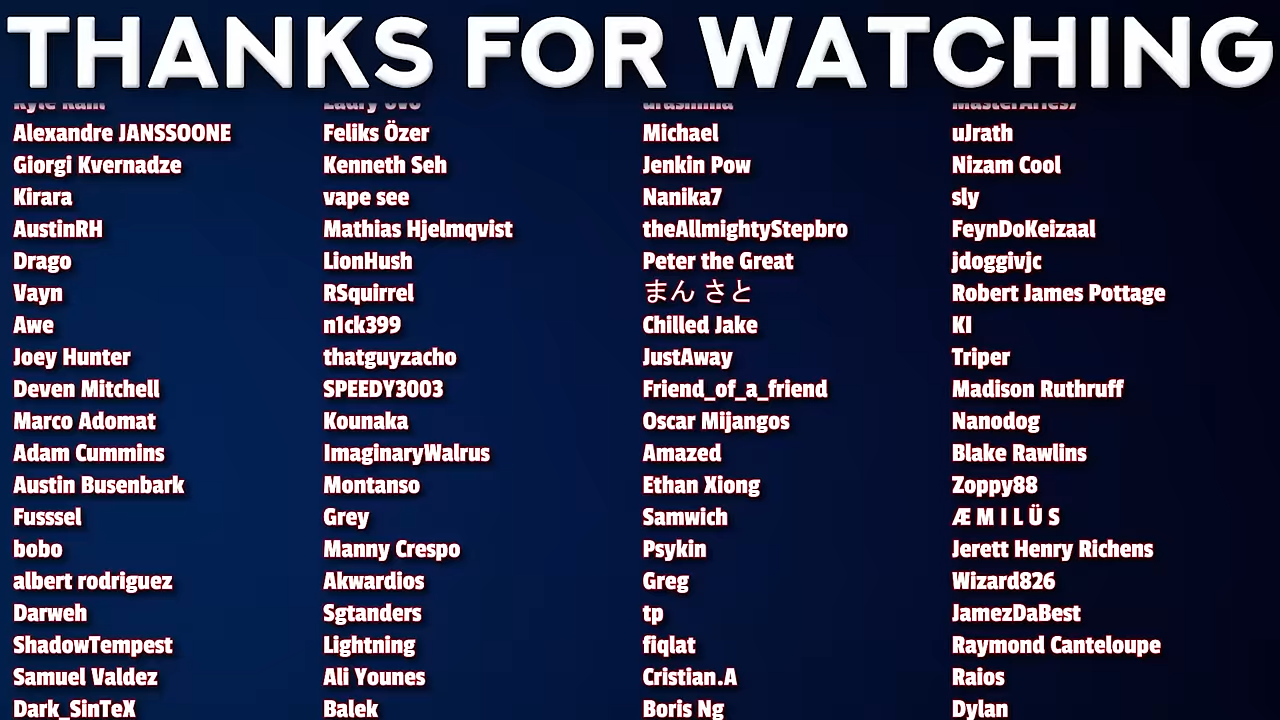 THANKS FOR WATCHING
Alexandre JANSSOONE
Giorgi Kvernadze
Kirara
AustinRH
Drago
Vayn
Awe
Joey Hunter
Deven Mitchell
Marco Adomat
Adam Cummins
Austin Busenbark
Fusssel
bobo
albert rodriguez
Darweh
ShadowTempest
Samuel Valdez
Dark_SinTeX
Feliks Özer
Kenneth Seh
vape see
Mathias Hjelmqvist
LionHush
RSquirrel
n1ck399
thatguyzacho
SPEEDY3003
Kounaka
ImaginaryWalrus
Montanso
Grey
Manny Crespo
Akwardios
Sgtanders
Lightning
Ali Younes
Balek
Michael
Jenkin Pow
Nanika7
theAllmightyStepbro
Peter the Great
まん さと
Chilled Jake
JustAway
Friend_of_a_friend
Oscar Mijangos
Amazed
Ethan Xiong
Samwich
Psykin
Greg
tp
fiqlat
Cristian.A
Boris Ng
uJrath
Nizam Cool
sly
FeynDoKeizaal
jdoggivjc
Robert James Pottage
KI
Triper
Madison Ruthruff
Nanodog
Blake Rawlins
Zoppy88
Æ M I L Ü S
Jerett Henry Richens
Wizard826
JamezDaBest
Raymond Canteloupe
Raios
Dylan